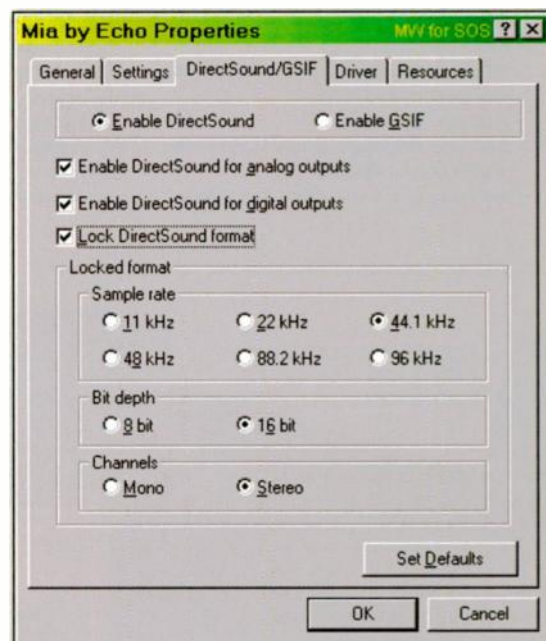 Mia by Echo Properties MW for SOS ? ×
General Settings DirectSound/GSIF Driver Resources
Enable DirectSound Enable GSIF
Enable DirectSound for analog outputs
Enable DirectSound for digital outputs
Lock DirectSound format
Locked format
Sample rate
11 kHz 22 kHz 44.1 kHz
48 kHz 88.2 kHz 96 kHz
Bit depth
8 bit 16 bit
Channels
Mono Stereo
Set Defaults
OK Cancel